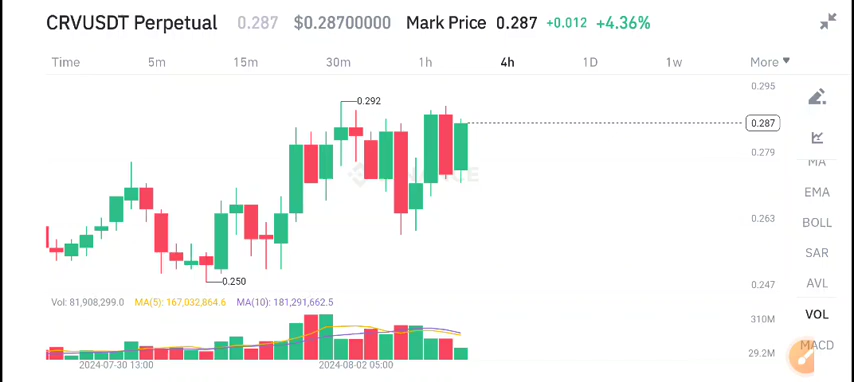 CRVUSDT Perpetual 0.287 $0.28700000 Mark Price 0.287 +0.012 +4.36%
Time 5m 15m 30m 1h 4h 1D 1w More
0.295
0.292
0.287
0.279
MA
EMA
0.263
BOLL
SAR
0.250
0.247
AVL
Vol: 81,908,299.0 MA(5): 167,032,864.6 MA(10): 181,291,662.5
310M
VOL
29.2M
MACD
2024-07-30 13:00 2024-08-02 05:00